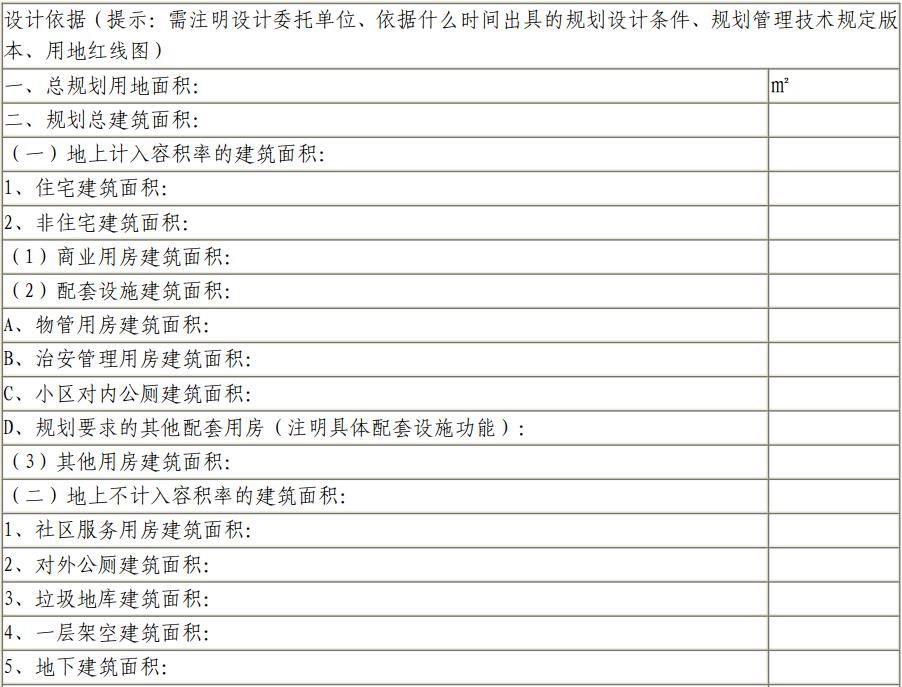 设计依据(提示: 需注明设计委托单位、依据什么时间出具的规划设计条件、规划管理技术规定版
本、用地红线图)
一、总规划用地面积:
m²
二、规划总建筑面积:
(一)地上计入容积率的建筑面积:
1、住宅建筑面积:
2、非住宅建筑面积:
(1)商业用房建筑面积:
(2)配套设施建筑面积:
A、物管用房建筑面积:
B、治安管理用房建筑面积:
C、小区对内公厕建筑面积:
D、规划要求的其他配套用房(注明具体配套设施功能):
(3)其他用房建筑面积:
(二)地上不计入容积率的建筑面积:
1、社区服务用房建筑面积:
2、对外公厕建筑面积:
3、垃圾地库建筑面积:
4、一层架空建筑面积:
5、地下建筑面积: